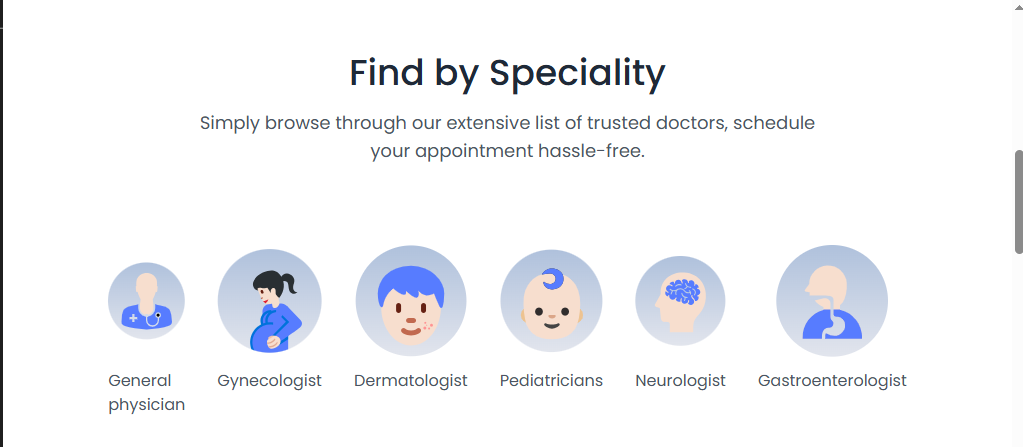 Find by Speciality
Simply browse through our extensive list of trusted doctors, schedule
your appointment hassle-free.
General
physician
Gynecologist
Dermatologist
Pediatricians
Neurologist
Gastroenterologist